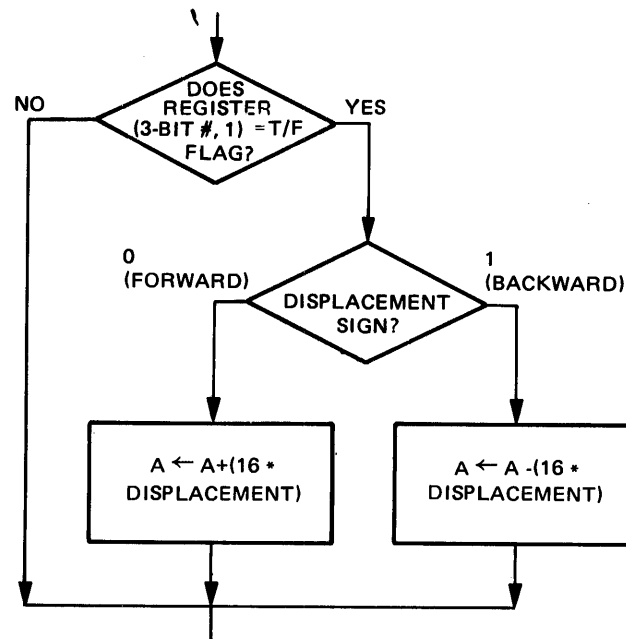 DOES
REGISTER
(3-BIT #, 1) = T/F
FLAG?
NO
YES
0
(FORWARD)
1
(BACKWARD)
DISPLACEMENT
SIGN?
A ← A+(16 *
DISPLACEMENT)
A ← A -(16 *
DISPLACEMENT)